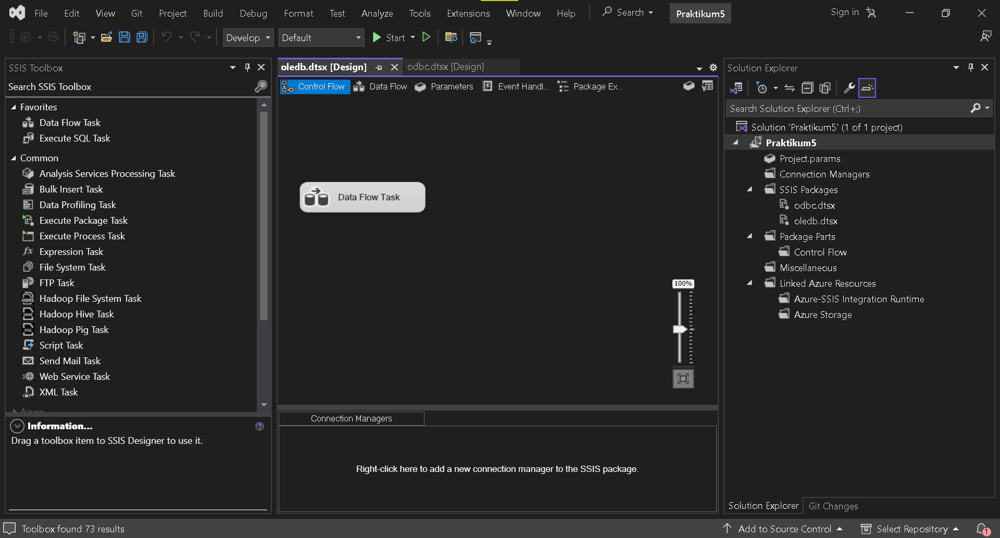 File Edit View Git Project Build Debug Format Test Analyze Tools Extensions Window Help Search Praktikum5 Sign in
Develop Default Start
SSIS Toolbox
Search SSIS Toolbox
Favorites
Data Flow Task
Execute SQL Task
Common
Analysis Services Processing Task
Bulk Insert Task
Data Profiling Task
Execute Package Task
Execute Process Task
Expression Task
File System Task
FTP Task
Hadoop File System Task
Hadoop Hive Task
Hadoop Pig Task
Script Task
Send Mail Task
Web Service Task
XML Task
Azure
Information...
Drag a toolbox item to SSIS Designer to use it.
oledb.dtsx [Design] odbc.dtsx [Design]
Control Flow Data Flow Parameters Event Handl... Package Ex...
Data Flow Task
100%
Connection Managers
Right-click here to add a new connection manager to the SSIS package.
Solution Explorer
Search Solution Explorer (Ctrl+;)
Solution 'Praktikum5' (1 of 1 project)
Praktikum5
Project.params
Connection Managers
SSIS Packages
odbc.dtsx
oledb.dtsx
Package Parts
Control Flow
Miscellaneous
Linked Azure Resources
Azure-SSIS Integration Runtime
Azure Storage
Solution Explorer Git Changes
Toolbox found 73 results
Add to Source Control Select Repository 1